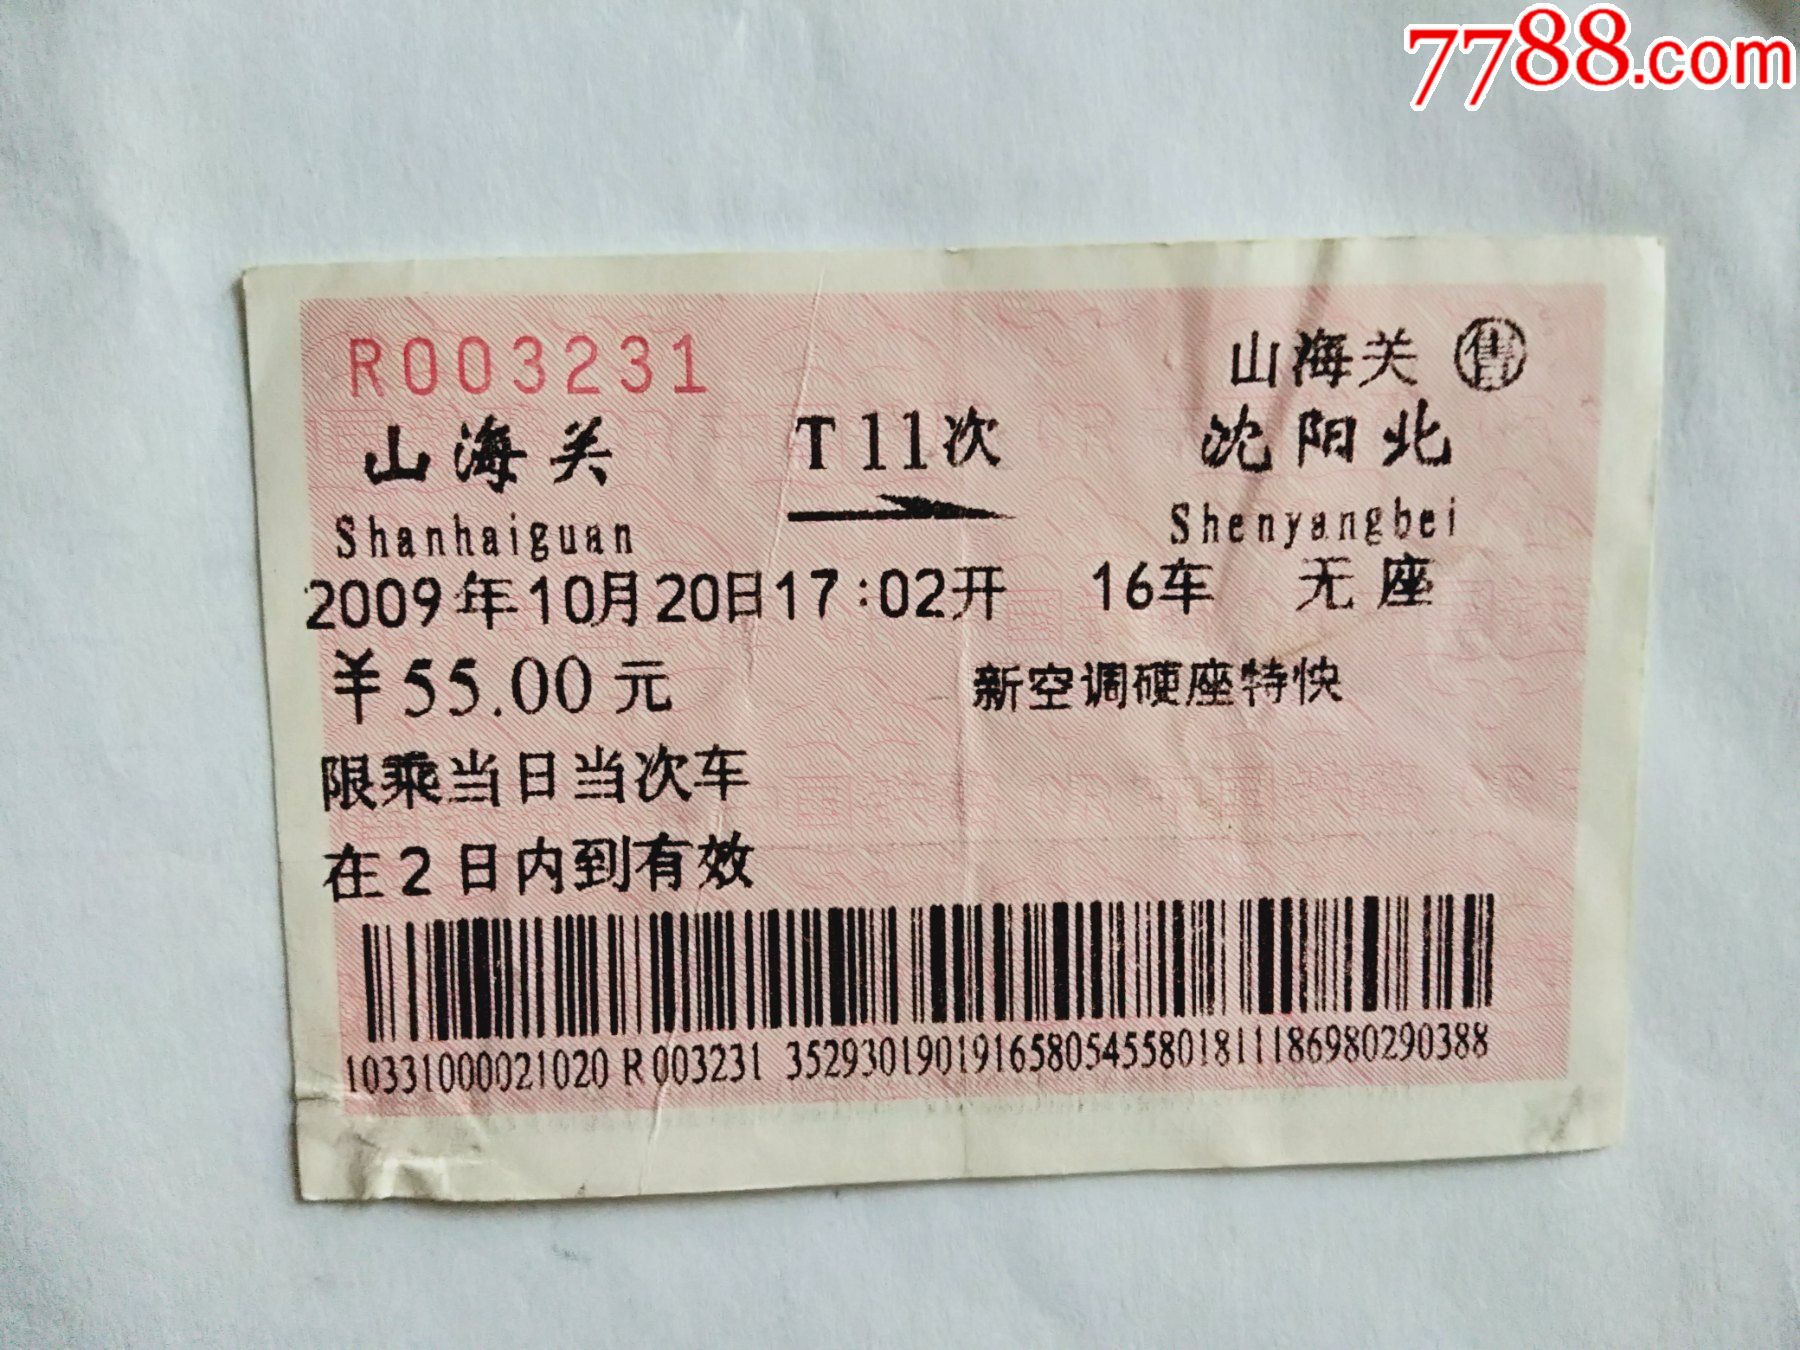 7788.com
R003231
山海关 售
山海关 T11次 沈阳北
Shanhaiguan Shenyangbei
2009年10月20日17:02开 16车 无座
¥55.00元 新空调硬座特快
限乘当日当次车
在2日内到有效
10331000021020 R003231 35293019019165805455801811186980290388